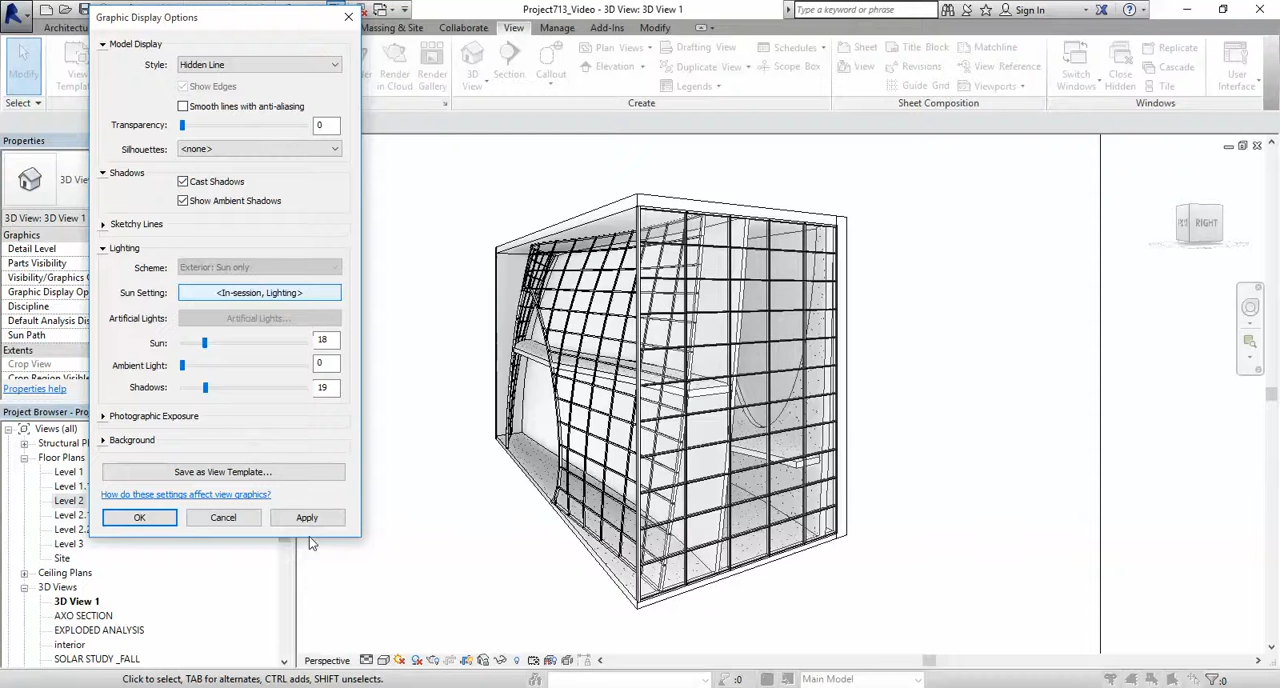 Graphic Display Options
Project713_Video - 3D View: 3D View 1
Type a keyword or phrase
Sign In
Massing & Site
Collaborate
View
Manage
Add-Ins
Modify
Modify
Select
Render in Cloud
Render Gallery
3D View
Section
Callout
Plan Views
Elevation
Drafting View
Duplicate View
Legends
Schedules
Scope Box
Create
Sheet
View
Title Block
Revisions
Guide Grid
Matchline
View Reference
Viewports
Sheet Composition
Switch Windows
Close Hidden
Replicate
Cascade
Tile
Windows
User Interface
Model Display
Style:
Hidden Line
Show Edges
Smooth lines with anti-aliasing
Transparency:
0
Silhouettes:
<none>
Shadows
Cast Shadows
Show Ambient Shadows
Sketchy Lines
Lighting
Scheme:
Exterior: Sun only
Sun Setting:
<In-session, Lighting>
Artificial Lights:
Artificial Lights...
Sun:
18
Ambient Light:
0
Shadows:
19
Photographic Exposure
Background
Save as View Template...
How do these settings affect view graphics?
OK
Cancel
Apply
Properties
3D View: 3D View 1
Graphics
Detail Level
Parts Visibility
Visibility/Graphics
Graphic Display Op
Discipline
Default Analysis Dis
Sun Path
Extents
Crop View
Crop Region Visible
Properties help
Project Browser - Proj
Views (all)
Structural Pl
Floor Plans
Level 1
Level 1.
Level 2
Level 2.
Level 2.
Level 3
Site
Ceiling Plans
3D Views
3D View 1
AXO SECTION
EXPLODED ANALYSIS
interior
SOLAR STUDY _FALL
RIGHT
Perspective
Click to select, TAB for alternates, CTRL adds, SHIFT unselects.
:0
Main Model
:0